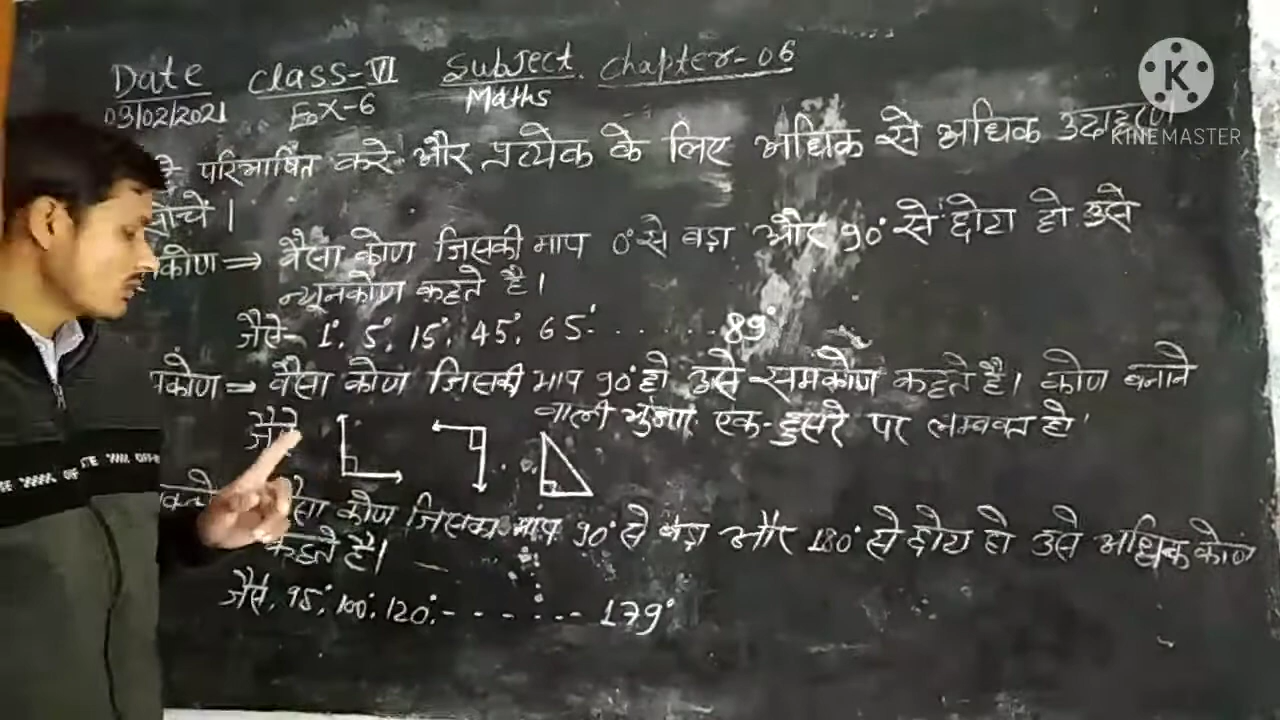 Date Class-VI Subject Chapter-06
03/02/2021 Ex-6 Maths
K
KINEMASTER
परिभाषित करे और प्रत्येक के लिए अधिक से अधिक उदाहरण
सोचें।
कोण ⇒ वैसा कोण जिसकी माप 0° से बड़ा और 90° से छोटा हो उसे
न्यूनकोण कहते है।
जैसे- 1°, 5°, 15°, 45°, 65°. . . . . . . 89°
कोण ⇒ वैसा कोण जिसकी माप 90° हो उसे समकोण कहते है। कोण बनाने
जैसे वाली भुजाएं एक-दुसरे पर लम्बवत हो
वैसा कोण जिसका माप 90° से बड़ा और 180° से छोटा हो उसे अधिक कोण
कहते है।
जैसे, 95°, 100°, 120°- - - - - - - 179°